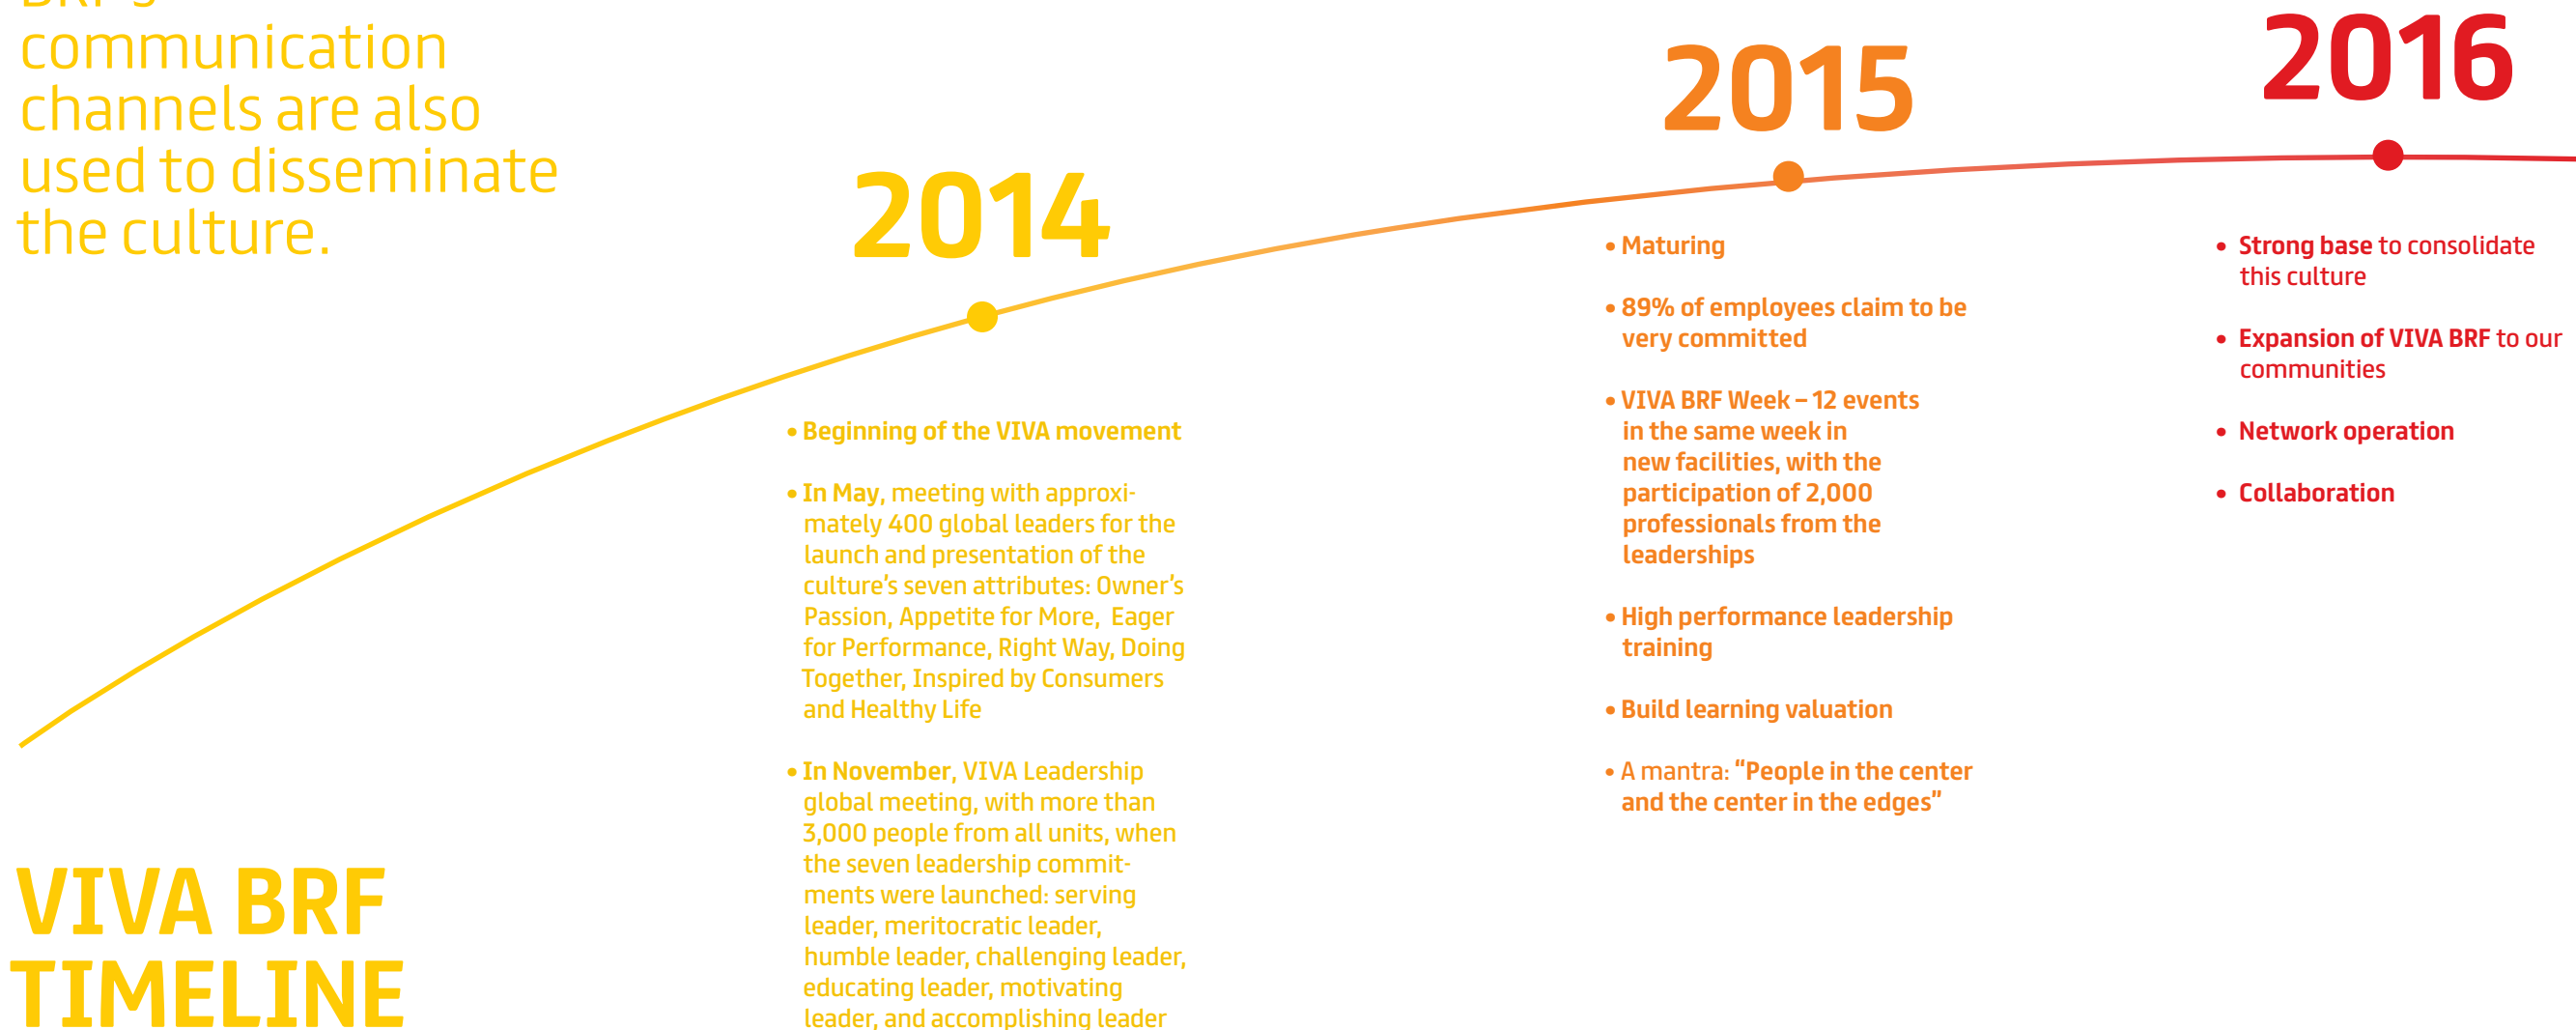 BRF's
communication
channels are also
used to disseminate
the culture.
VIVA BRF
TIMELINE
2014
• Beginning of the VIVA movement
• In May, meeting with approxi-
mately 400 global leaders for the
launch and presentation of the
culture's seven attributes: Owner's
Passion, Appetite for More, Eager
for Performance, Right Way, Doing
Together, Inspired by Consumers
and Healthy Life
• In November, VIVA Leadership
global meeting, with more than
3,000 people from all units, when
the seven leadership commit-
ments were launched: serving
leader, meritocratic leader,
humble leader, challenging leader,
educating leader, motivating
leader, and accomplishing leader
2015
• Maturing
• 89% of employees claim to be
very committed
• VIVA BRF Week – 12 events
in the same week in
new facilities, with the
participation of 2,000
professionals from the
leaderships
• High performance leadership
training
• Build learning valuation
• A mantra: "People in the center
and the center in the edges"
2016
• Strong base to consolidate
this culture
• Expansion of VIVA BRF to our
communities
• Network operation
• Collaboration